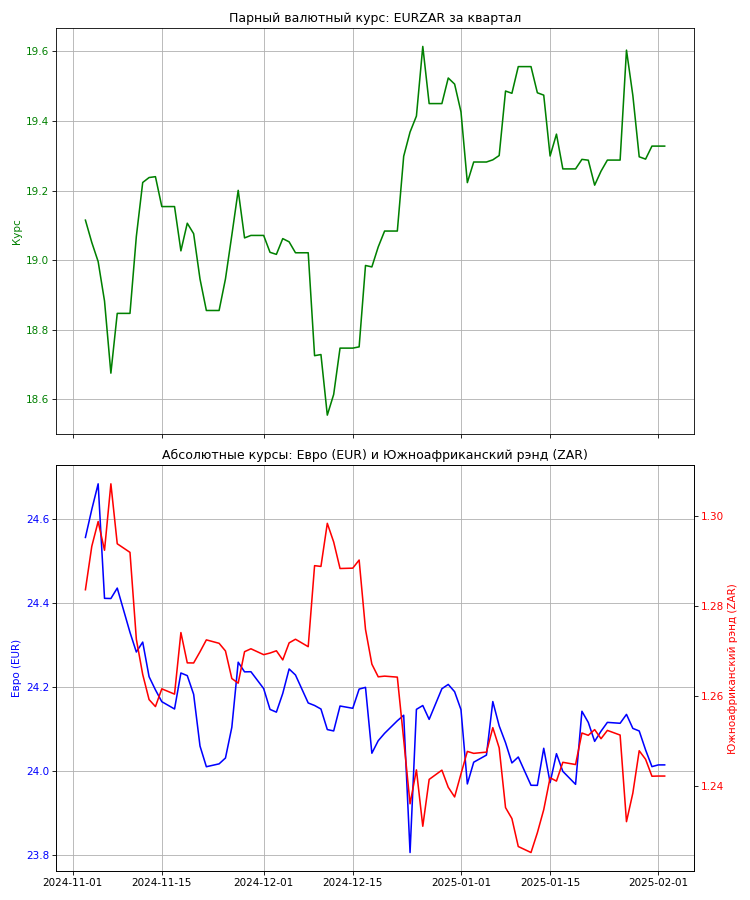 Парный валютный курс: EURZAR за квартал
19.6
19.4
19.2
19.0
18.8
18.6
Курс
Абсолютные курсы: Евро (EUR) и Южноафриканский рэнд (ZAR)
24.6
24.4
24.2
24.0
23.8
Евро (EUR)
1.30
1.28
1.26
1.24
Южноафриканский рэнд (ZAR)
2024-11-01 2024-11-15 2024-12-01 2024-12-15 2025-01-01 2025-01-15 2025-02-01